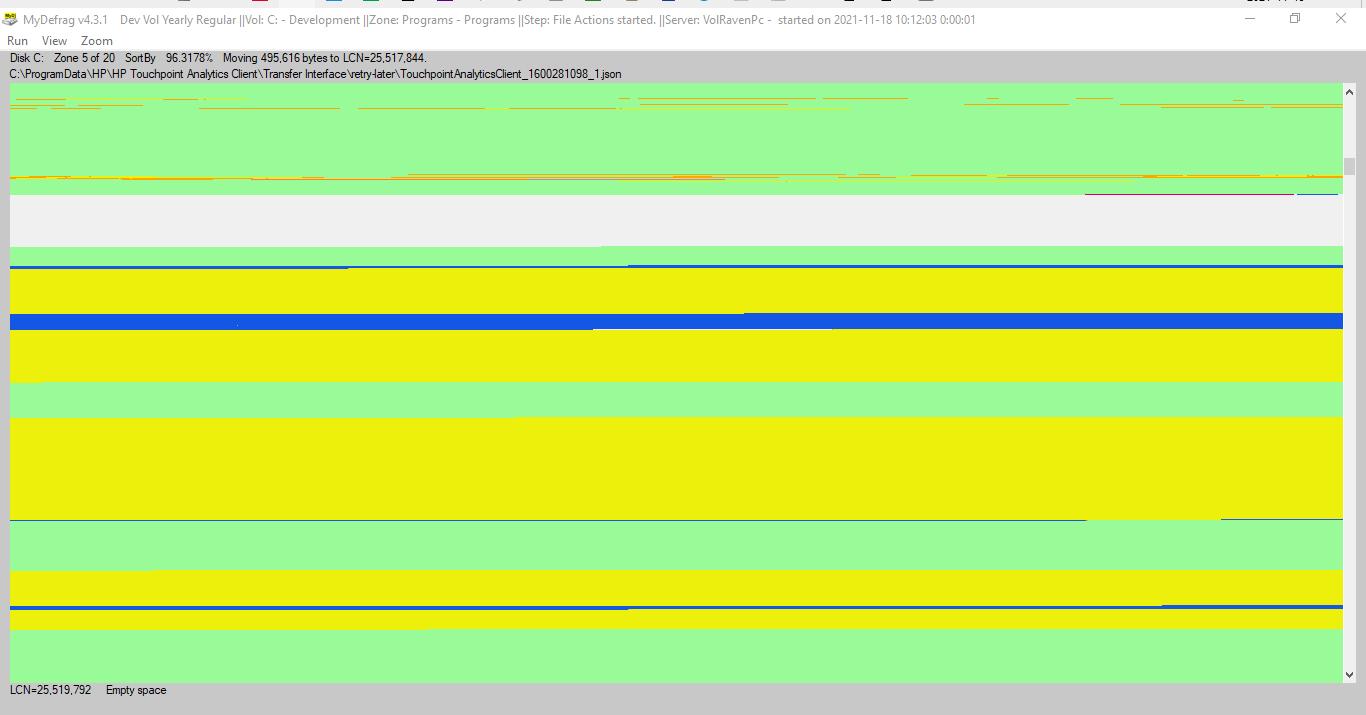 MyDefrag v4.3.1    Dev Vol Yearly Regular ||Vol: C: - Development ||Zone: Programs - Programs ||Step: File Actions started. ||Server: VolRavenPc -  started on 2021-11-18 10:12:03 0:00:01
Run    View    Zoom
Disk C:    Zone 5 of 20    SortBy    96.3178%    Moving 495,616 bytes to LCN=25,517,844.
C:\ProgramData\HP\HP Touchpoint Analytics Client\Transfer Interface\retry-later\TouchpointAnalyticsClient_1600281098_1.json
LCN=25,519,792    Empty space